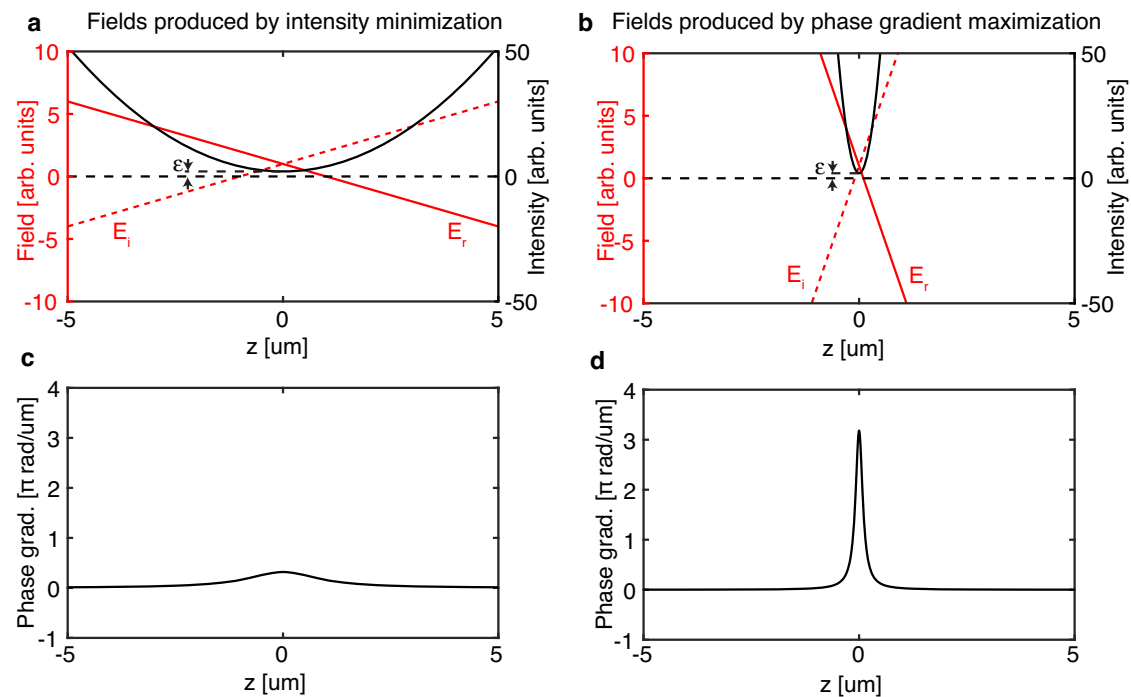 a Fields produced by intensity minimization
10
5
0
-5
-10
Field [arb. units]
50
0
-50
Intensity [arb. units]
ε
E_i
E_r
-5 0 5
z [um]
b Fields produced by phase gradient maximization
10
5
0
-5
-10
Field [arb. units]
50
0
-50
Intensity [arb. units]
ε
E_i
E_r
-5 0 5
z [um]
c
4
3
2
1
0
-1
Phase grad. [π rad/um]
-5 0 5
z [um]
d
4
3
2
1
0
-1
Phase grad. [π rad/um]
-5 0 5
z [um]